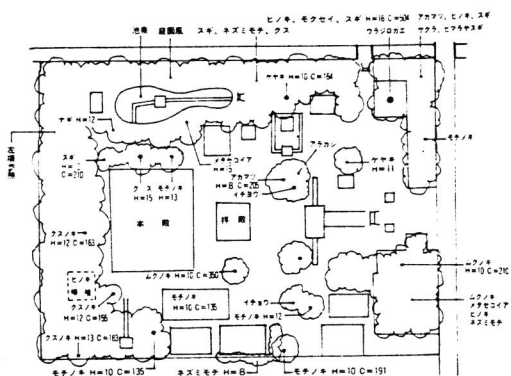 池巻　庭園風
スギ、ネズミモチ、クス
ヒノキ、モクセイ、スギ H=16 C=504
ウラジロカエ
アカマツ、ヒノキ、スギ
サクラ、ヒマラヤスギ
ケヤキ H=10 C=164
ナギ H=12
メタセコイア
H=15
モチノキ
アラカシ
スギ
C=210
クス
H=15
モチノキ
H=13
アカマツ
H=8 C=205
イチョウ
ケヤキ
H=11
本殿
拝殿
クスノキ
H=12 C=163
ムクノキ H=10 C=350
ムクノキ
H=10 C=210
ヒノキ
クスノキ
H=12 C=156
モチノキ
H=10 C=135
イチョウ
モチノキ H=12
ムクノキ
メタセコイア
ヒノキ
ネズミモチ
クスノキ H=13 C=163
モチノキ H=10 C=135
ネズミモチ H=8
モチノキ H=10 C=191